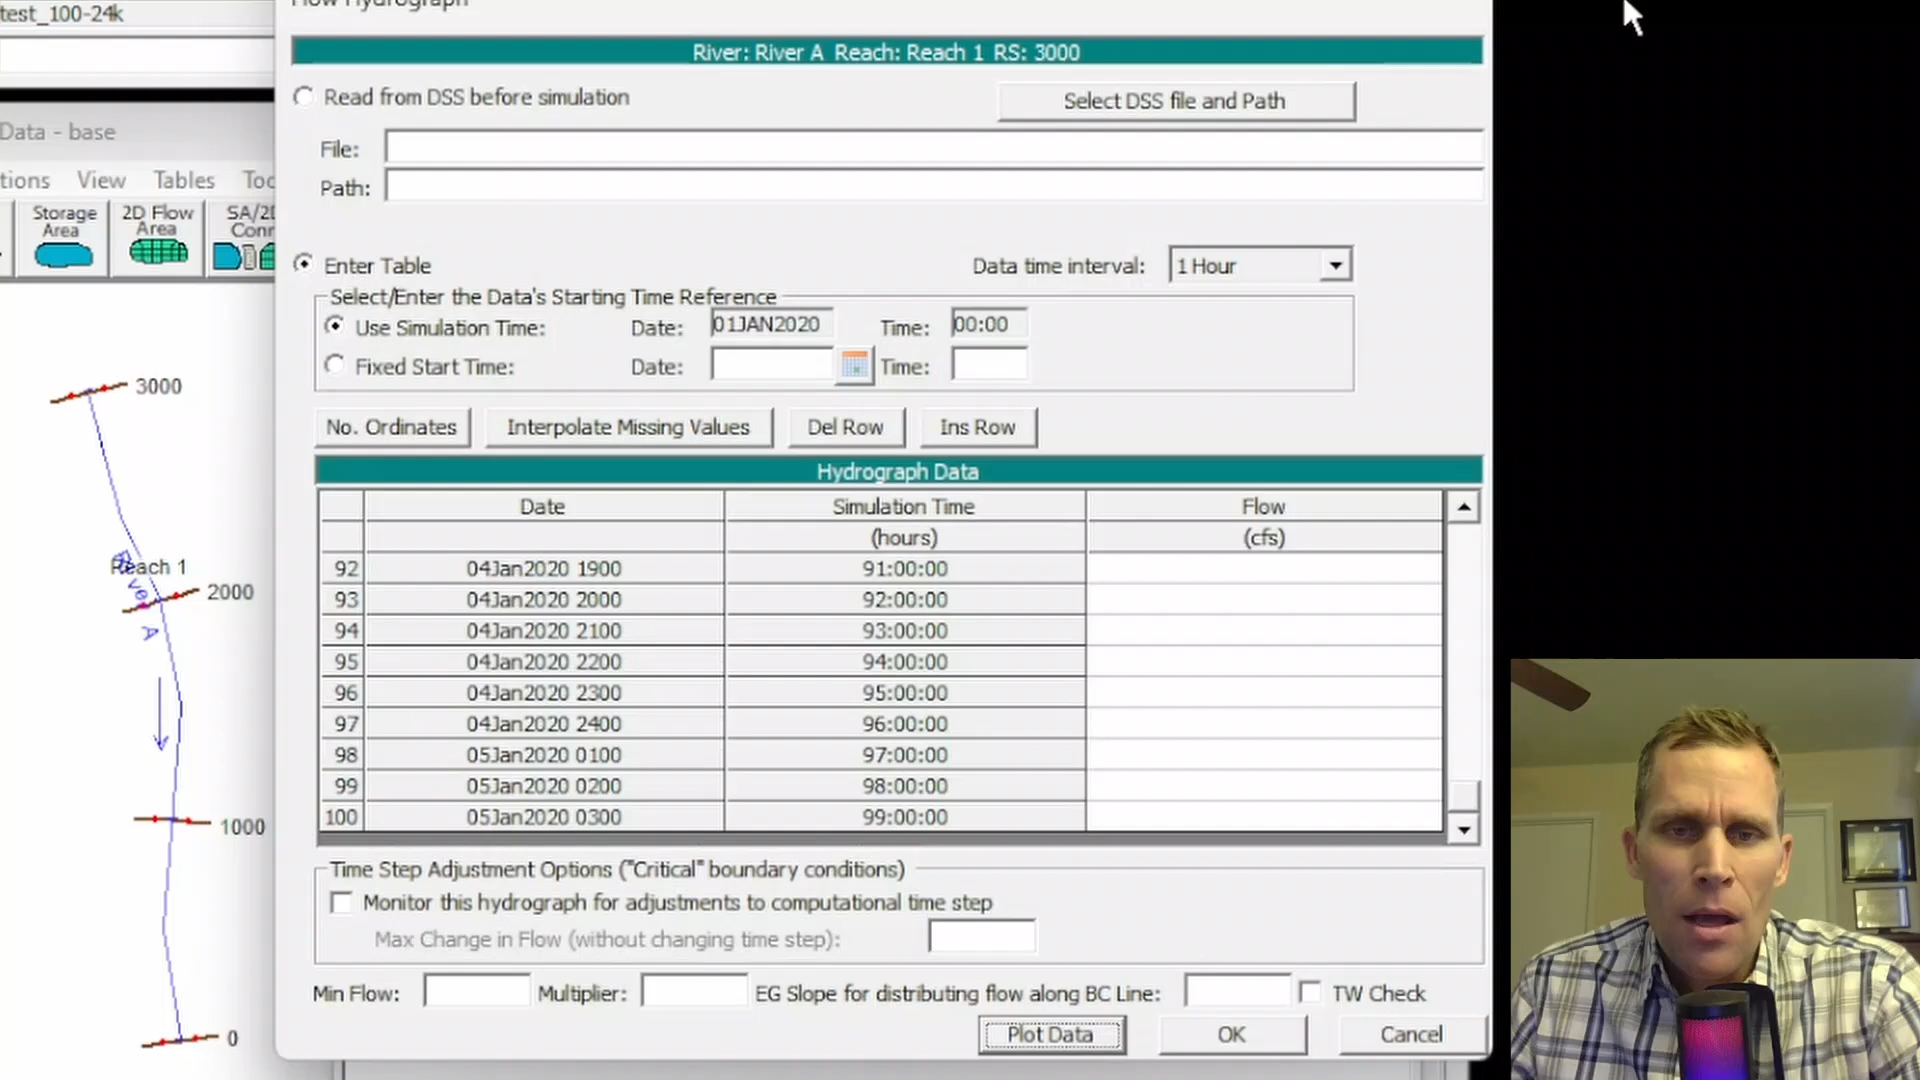 test_100-24k
Flow Hydrograph
River: River A Reach: Reach 1 RS: 3000
Read from DSS before simulation
Select DSS file and Path
File:
Path:
Data - base
tions View Tables Too
Storage Area
2D Flow Area
SA/2D Conn
Enter Table
Data time interval: 1 Hour
Select/Enter the Data's Starting Time Reference
Use Simulation Time: Date: 01JAN2020 Time: 00:00
Fixed Start Time: Date: Time:
No. Ordinates Interpolate Missing Values Del Row Ins Row
Hydrograph Data
Date Simulation Time Flow
(hours) (cfs)
92 04Jan2020 1900 91:00:00
93 04Jan2020 2000 92:00:00
94 04Jan2020 2100 93:00:00
95 04Jan2020 2200 94:00:00
96 04Jan2020 2300 95:00:00
97 04Jan2020 2400 96:00:00
98 05Jan2020 0100 97:00:00
99 05Jan2020 0200 98:00:00
100 05Jan2020 0300 99:00:00
Time Step Adjustment Options ("Critical" boundary conditions)
Monitor this hydrograph for adjustments to computational time step
Max Change in Flow (without changing time step):
Min Flow: Multiplier: EG Slope for distributing flow along BC Line: TW Check
Plot Data OK Cancel
3000
Reach 1
River A
2000
1000
0